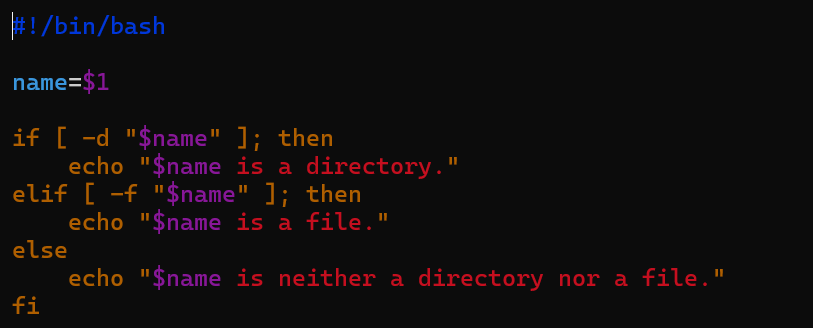 #!/bin/bash

name=$1

if [ -d "$name" ]; then
    echo "$name is a directory."
elif [ -f "$name" ]; then
    echo "$name is a file."
else
    echo "$name is neither a directory nor a file."
fi